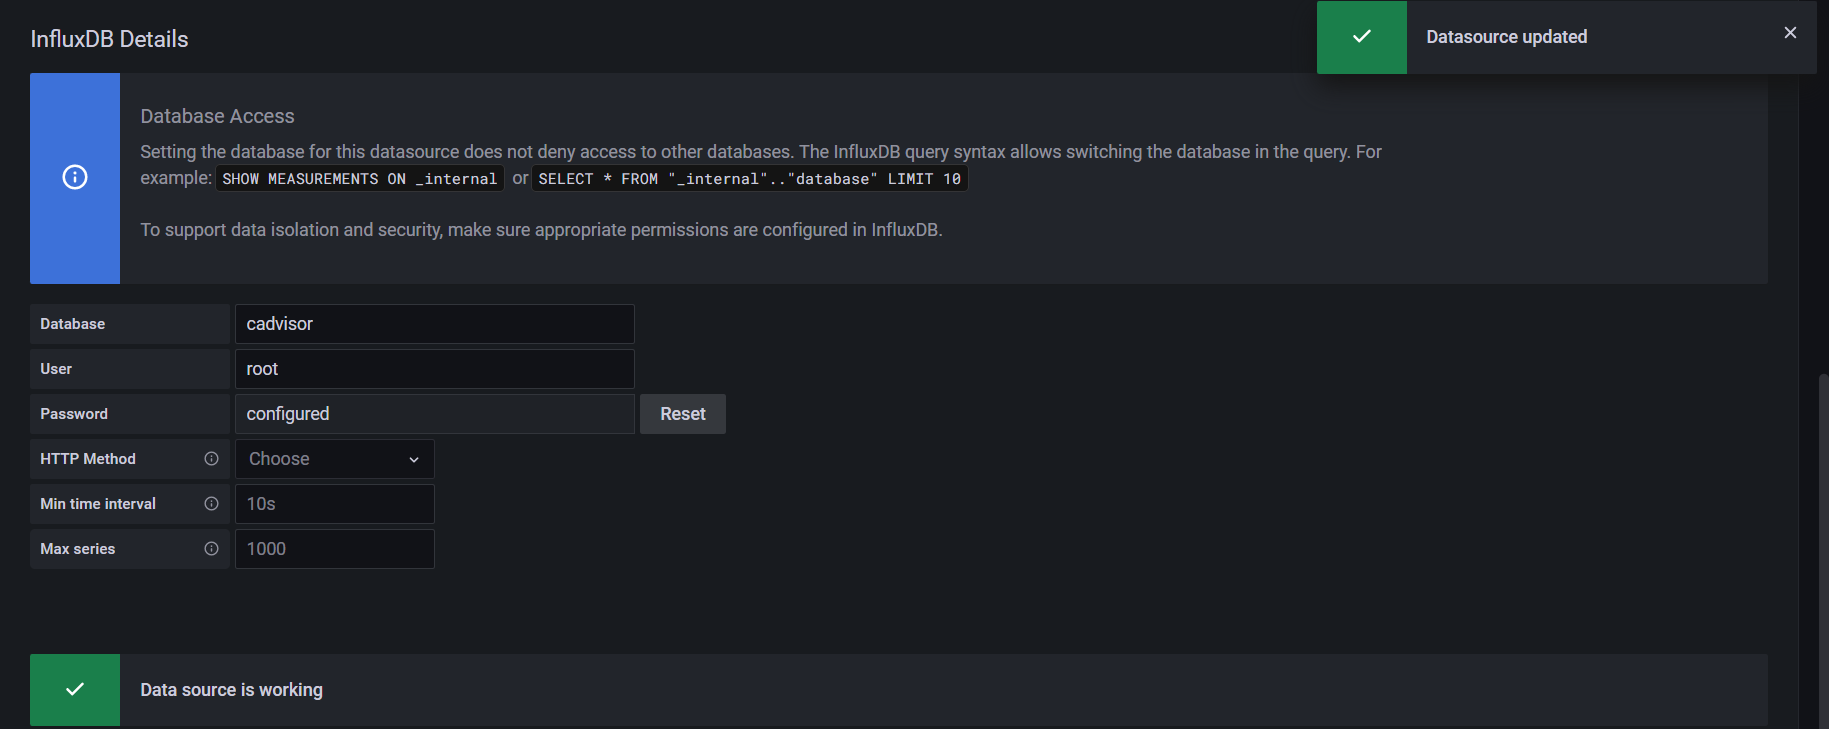 InfluxDB Details
Datasource updated
Database Access
Setting the database for this datasource does not deny access to other databases. The InfluxDB query syntax allows switching the database in the query. For
example: SHOW MEASUREMENTS ON _internal or SELECT * FROM "_internal".."database" LIMIT 10
To support data isolation and security, make sure appropriate permissions are configured in InfluxDB.
Database cadvisor
User root
Password configured Reset
HTTP Method Choose
Min time interval 10s
Max series 1000
Data source is working